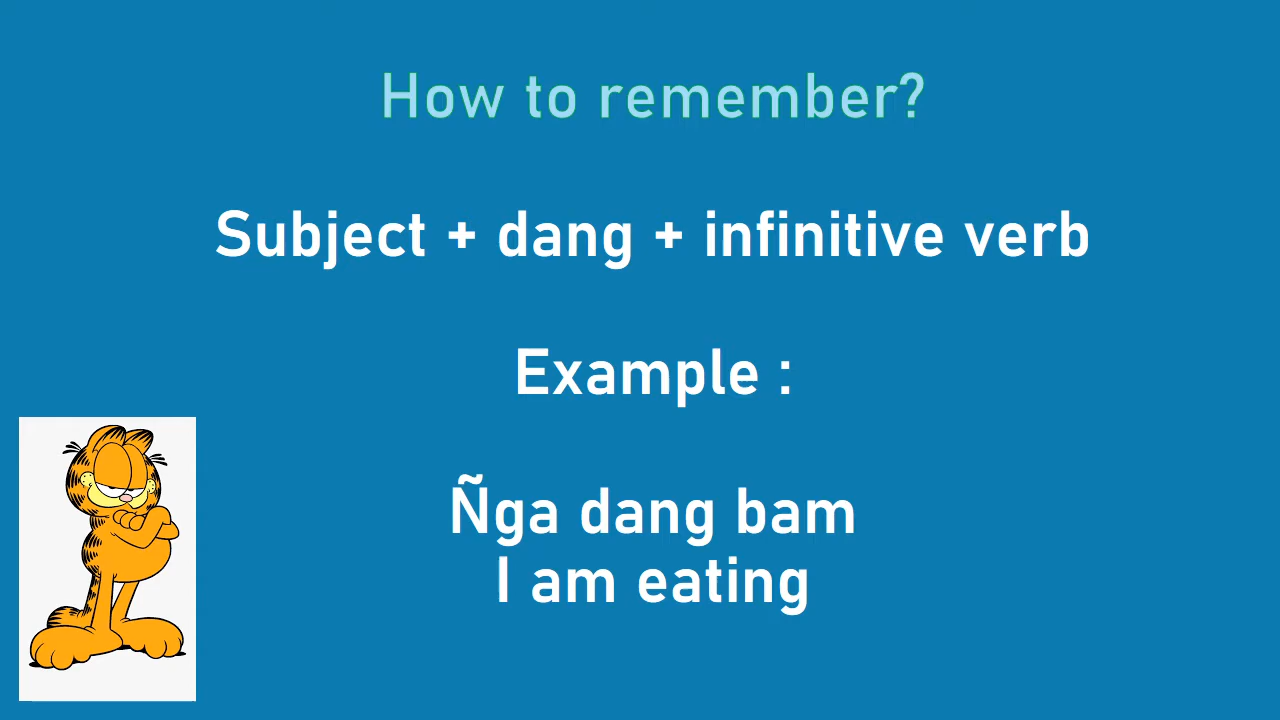 How to remember?
Subject + dang + infinitive verb
Example :
Ñga dang bam
I am eating